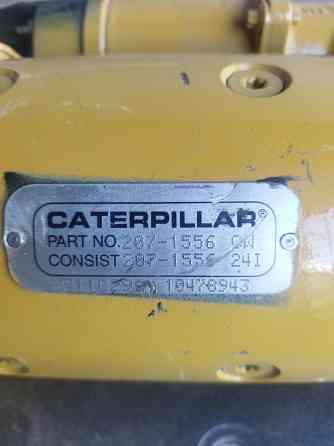 CATERPILLAR®
PART NO. 207-1556 CW
CONSIST 207-1556 24I
10478943